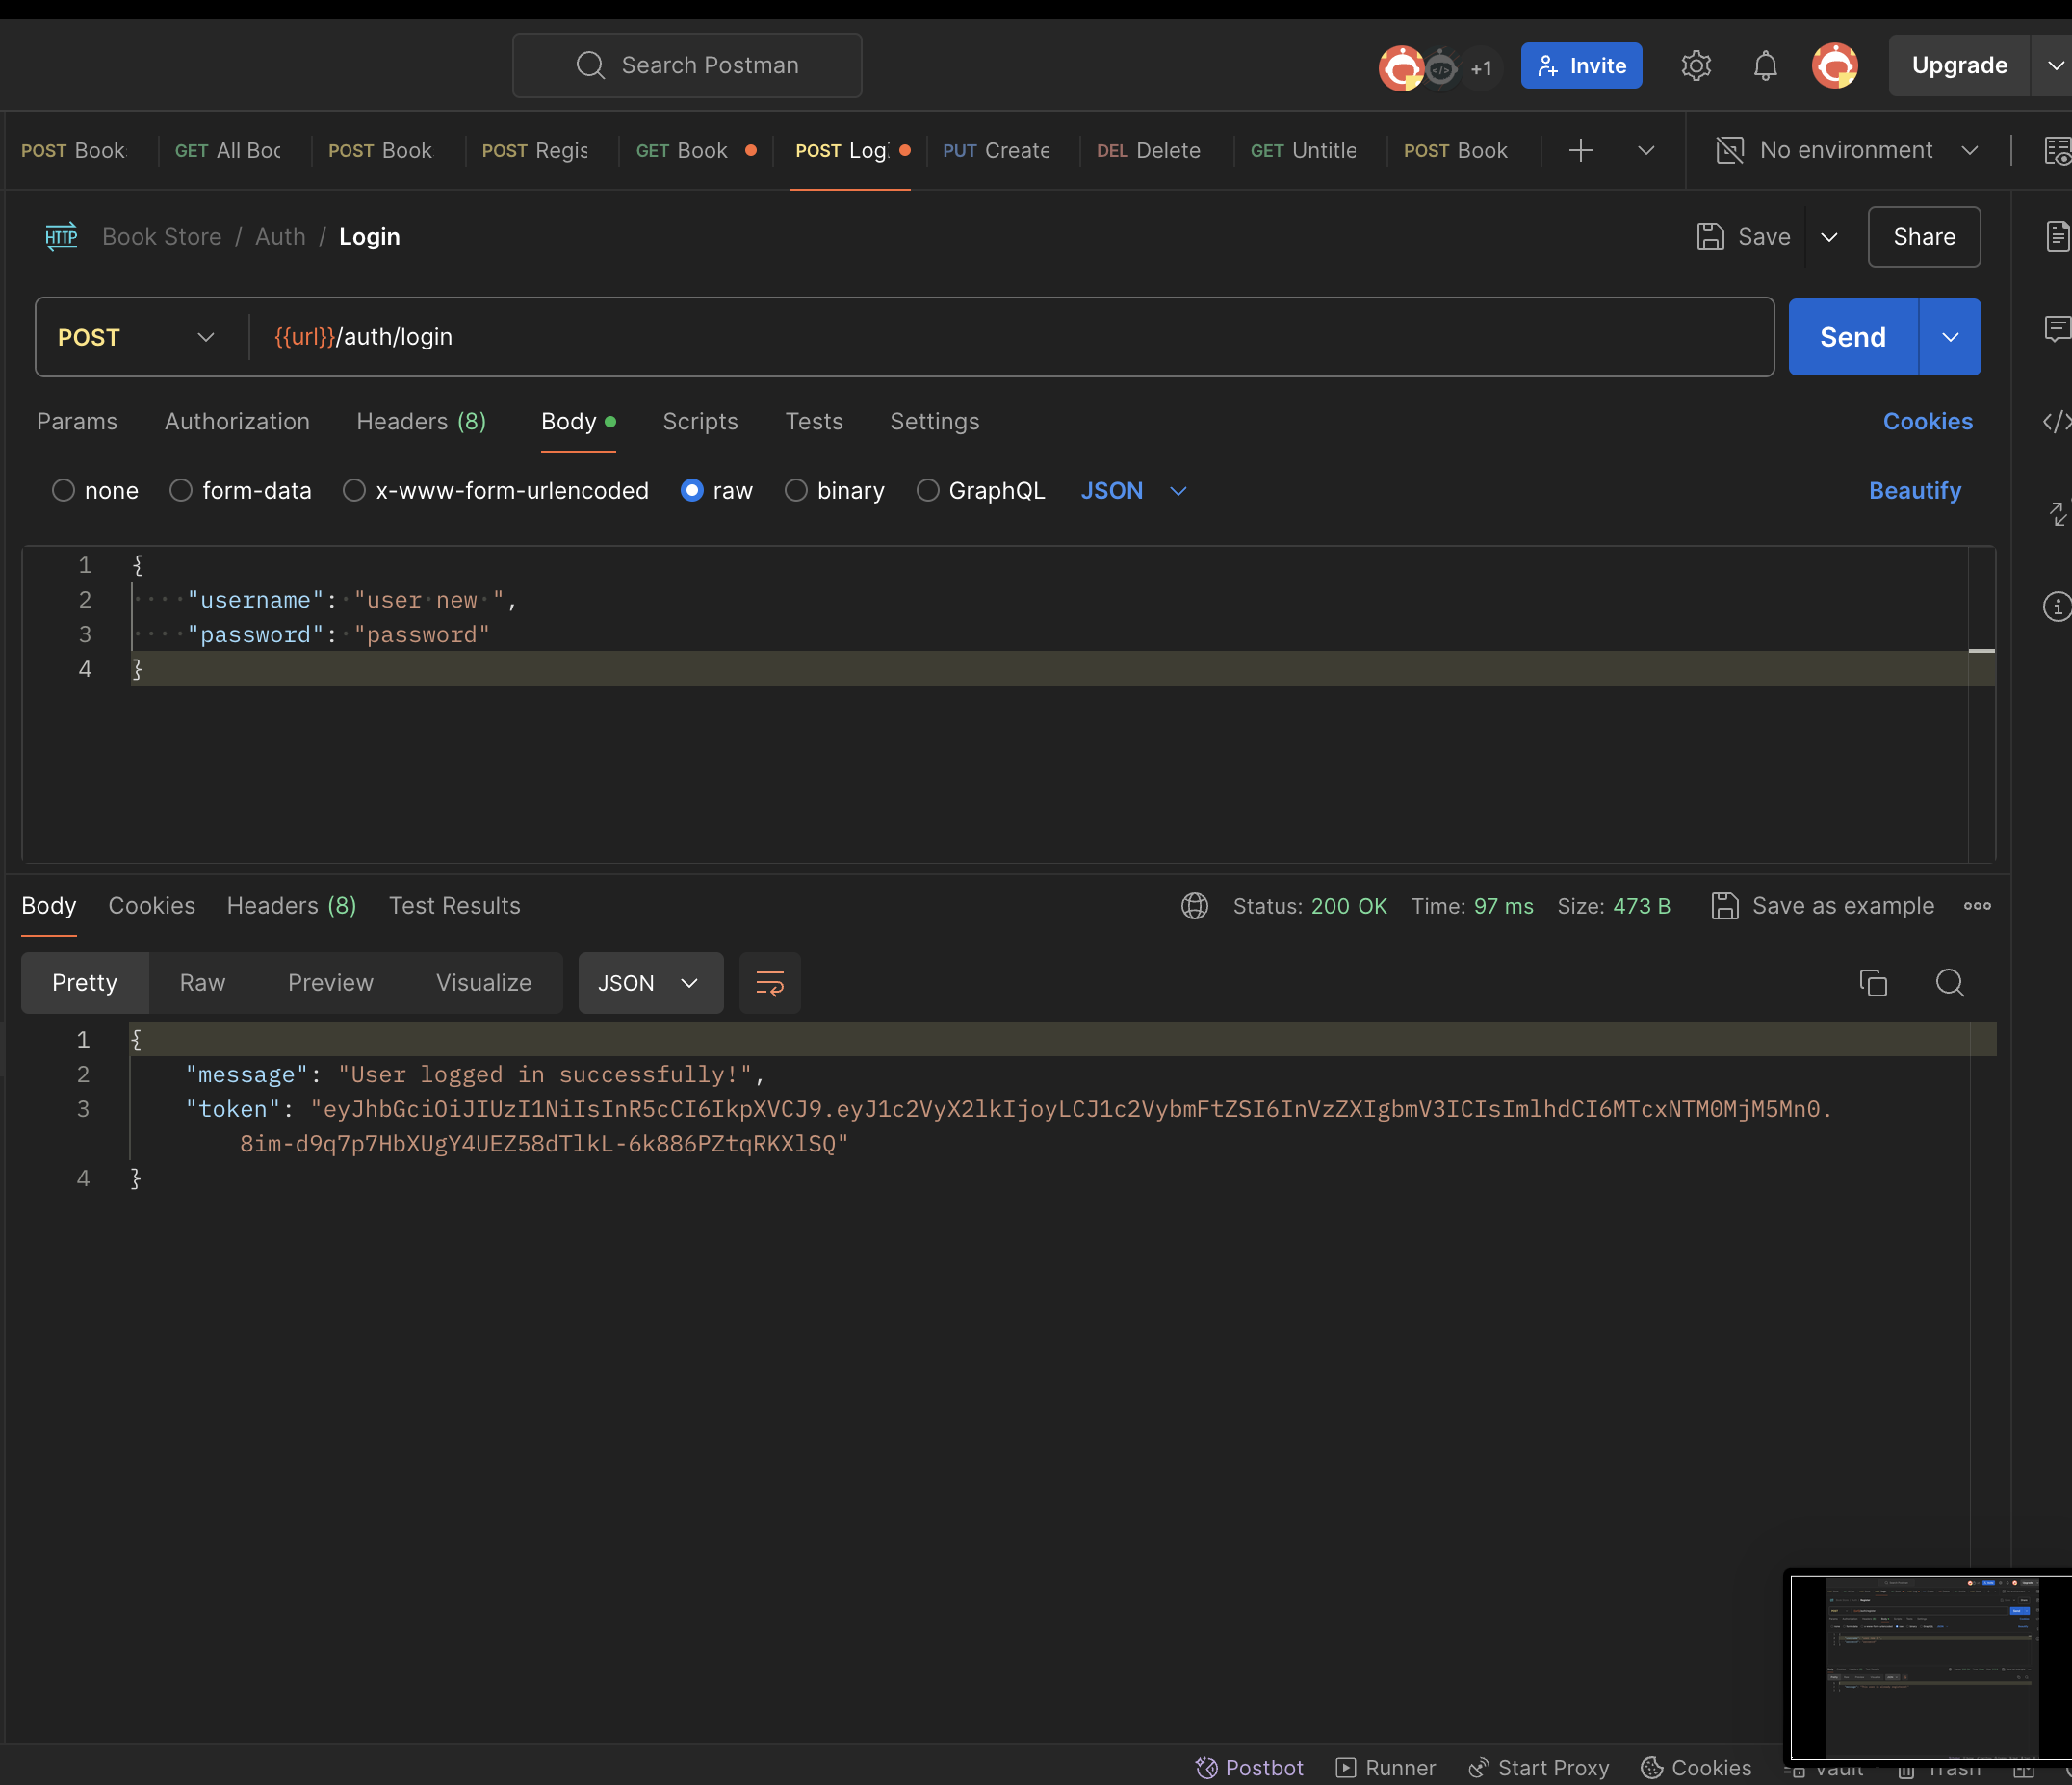 Search Postman
+1
Invite
Upgrade
POST Book
GET All Boo
POST Book
POST Regis
GET Book
POST Log
PUT Create
DEL Delete
GET Untitle
POST Book
No environment
HTTP
Book Store / Auth / Login
Save
Share
POST
{{url}}/auth/login
Send
Params
Authorization
Headers (8)
Body
Scripts
Tests
Settings
Cookies
none
form-data
x-www-form-urlencoded
raw
binary
GraphQL
JSON
Beautify
1 {
2 "username": "user new ",
3 "password": "password"
4 }
Body
Cookies
Headers (8)
Test Results
Status: 200 OK
Time: 97 ms
Size: 473 B
Save as example
Pretty
Raw
Preview
Visualize
JSON
1 {
2 "message": "User logged in successfully!",
3 "token": "eyJhbGciOiJIUzI1NiIsInR5cCI6IkpXVCJ9.eyJ1c2VyX2lkIjoyLCJ1c2VybmFtZSI6InVzZXIgbmV3ICIsImlhdCI6MTcxNTM0MjM5Mn0.
8im-d9q7p7HbXUgY4UEZ58dTlkL-6k886PZtqRKXlSQ"
4 }
Postbot
Runner
Start Proxy
Cookies
Vault
Trash